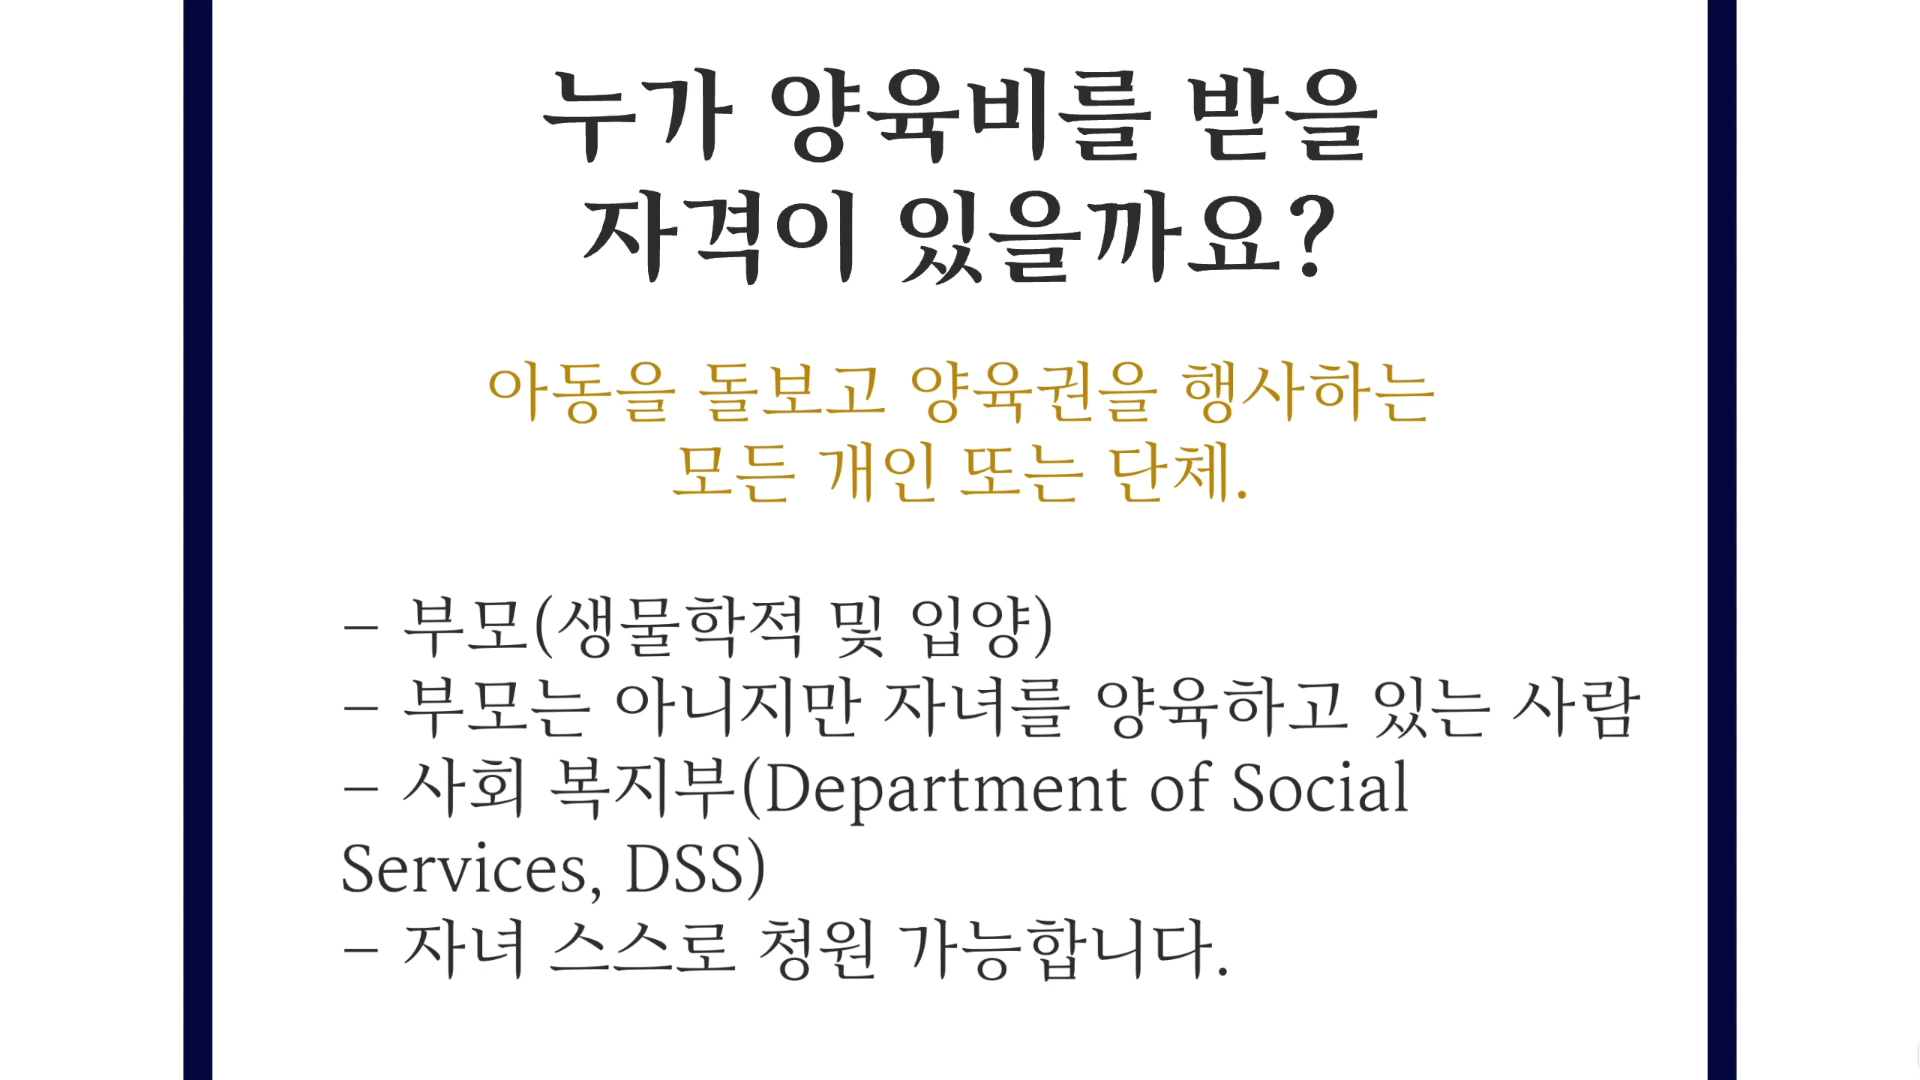 누가 양육비를 받을
자격이 있을까요?
아동을 돌보고 양육권을 행사하는
모든 개인 또는 단체.
– 부모(생물학적 및 입양)
– 부모는 아니지만 자녀를 양육하고 있는 사람
– 사회 복지부(Department of Social
Services, DSS)
– 자녀 스스로 청원 가능합니다.